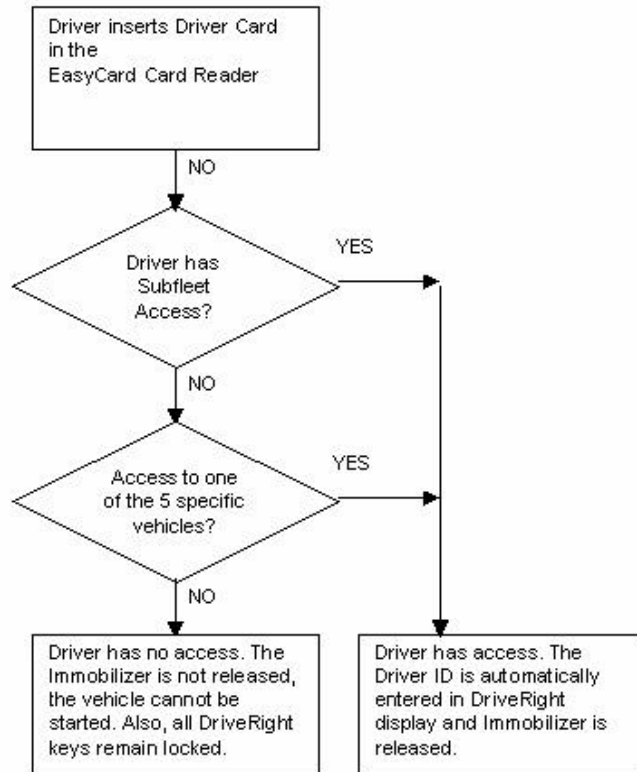 Driver inserts Driver Card
in the
EasyCard Card Reader
NO
YES
Driver has
Subfleet
Access?
NO
YES
Access to one
of the 5 specific
vehicles?
NO
Driver has no access. The
Immobilizer is not released,
the vehicle cannot be
started. Also, all DriveRight
keys remain locked.
Driver has access. The
Driver ID is automatically
entered in DriveRight
display and Immobilizer is
released.